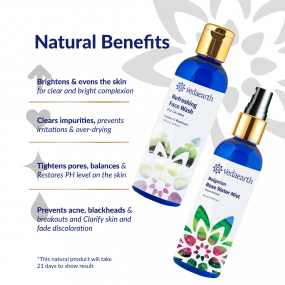 Natural Benefits
Brightens & evens the skin
for clear and bright complexion
Clears impurities, prevents
irritations & over-drying
Tightens pores, balances &
Restores PH level on the skin
Prevents acne, blackheads &
breakouts and Clarify skin and
fade discoloration
*This natural product will take
21 days to show result
vedaearth
Refreshing
Face Wash
vedaearth
Bulgarian
Rose Water Mist